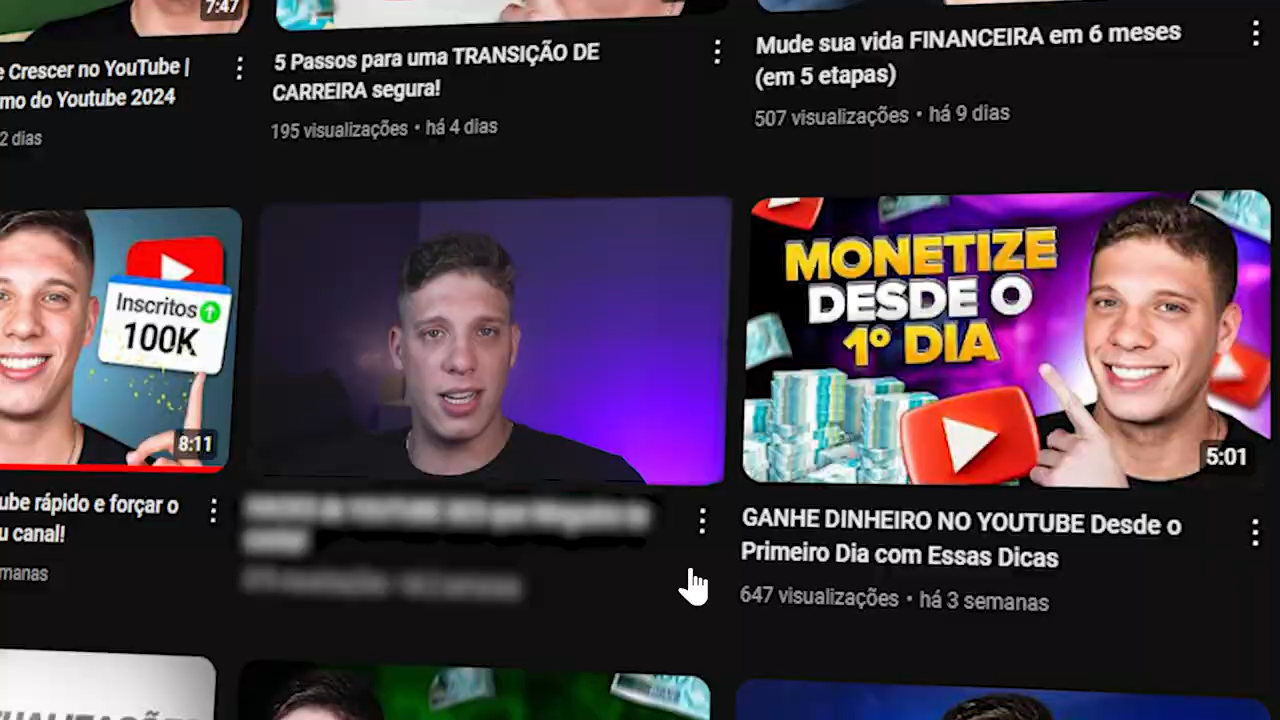 7:47
e Crescer no YouTube |
mo do Youtube 2024
2 dias
5 Passos para uma TRANSIÇÃO DE
CARREIRA segura!
195 visualizações • há 4 dias
Mude sua vida FINANCEIRA em 6 meses
(em 5 etapas)
507 visualizações • há 9 dias
Inscritos
100K
8:11
ube rápido e forçar o
u canal!
manas
MONETIZE
DESDE O
1º DIA
5:01
GANHE DINHEIRO NO YOUTUBE Desde o
Primeiro Dia com Essas Dicas
647 visualizações • há 3 semanas